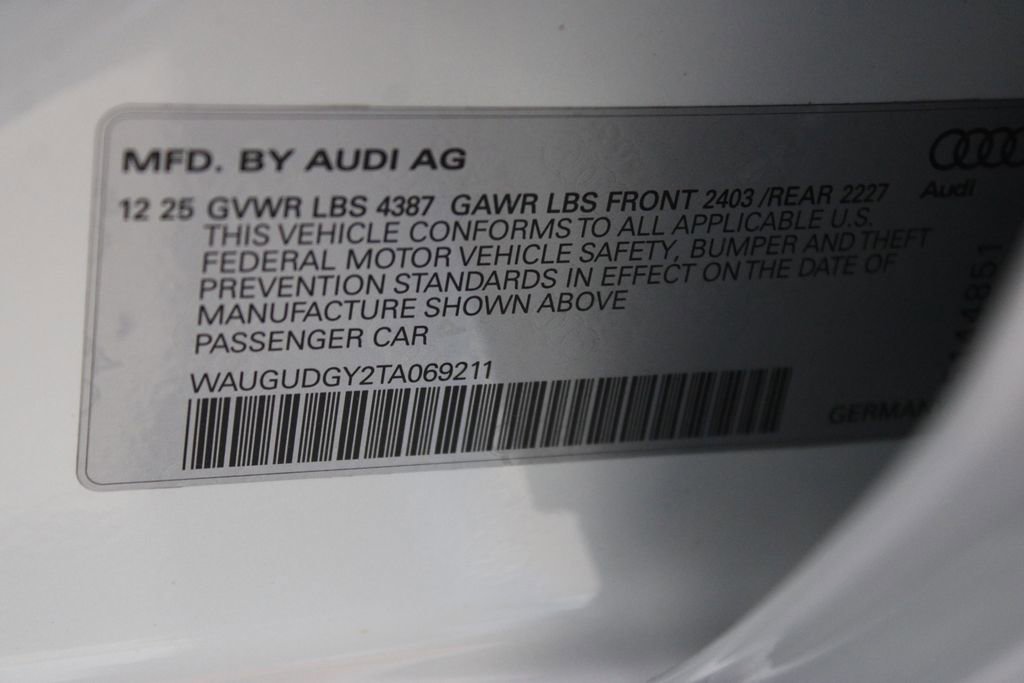 MFD. BY AUDI AG
12 25 GVWR LBS 4387 GAWR LBS FRONT 2403 /REAR 2227
THIS VEHICLE CONFORMS TO ALL APPLICABLE U.S.
FEDERAL MOTOR VEHICLE SAFETY, BUMPER AND THEFT
PREVENTION STANDARDS IN EFFECT ON THE DATE OF
MANUFACTURE SHOWN ABOVE
PASSENGER CAR
WAUGUDGY2TA069211
Audi